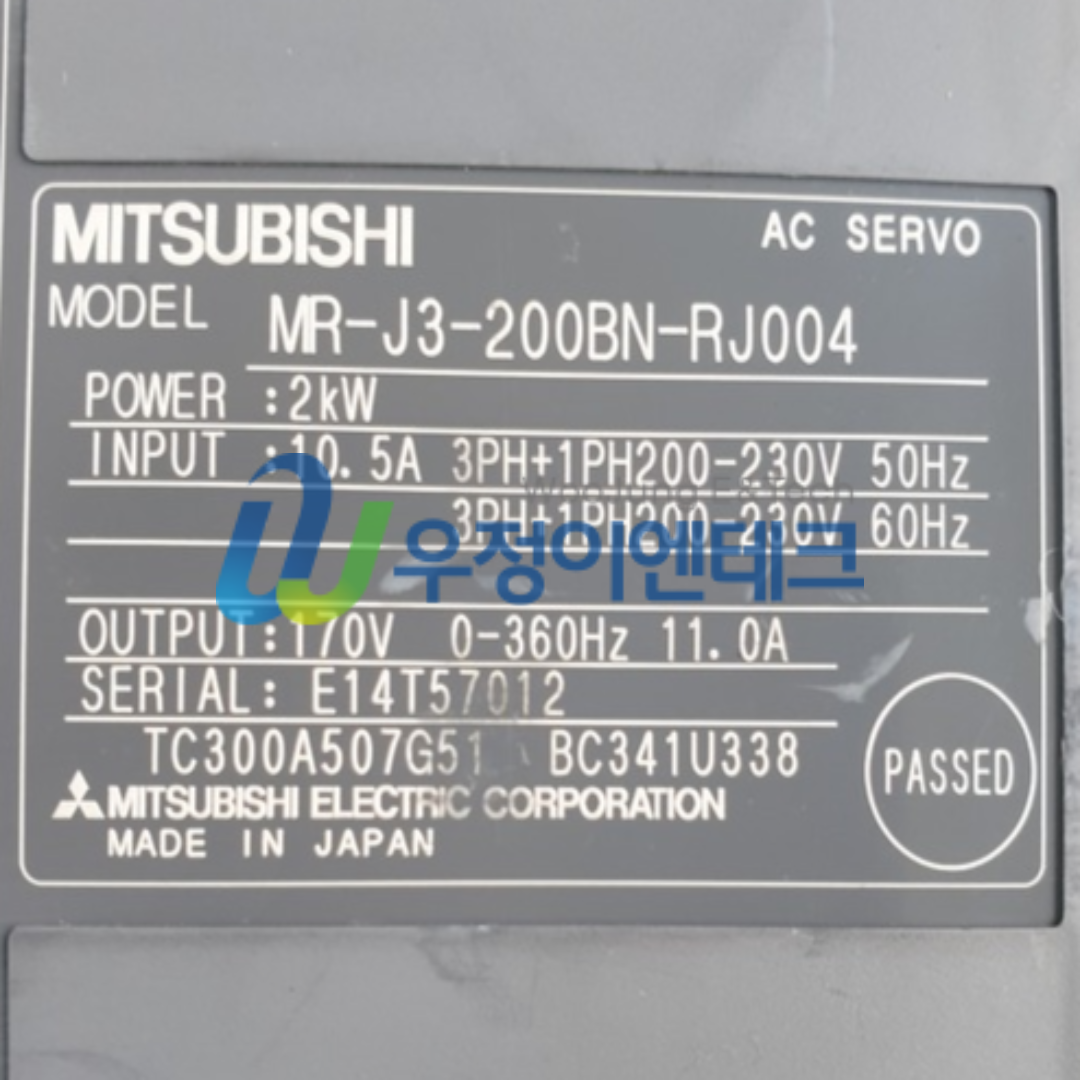 MITSUBISHI AC SERVO
MODEL MR-J3-200BN-RJ004
POWER :2kW
INPUT :10.5A 3PH+1PH200-230V 50Hz
WooJung E&Tech
3PH+1PH200-230V 60Hz
우정이엔테크
OUTPUT:170V 0-360Hz 11.0A
SERIAL: E14T57012
TC300A507G51 BC341U338
PASSED
MITSUBISHI ELECTRIC CORPORATION
MADE IN JAPAN